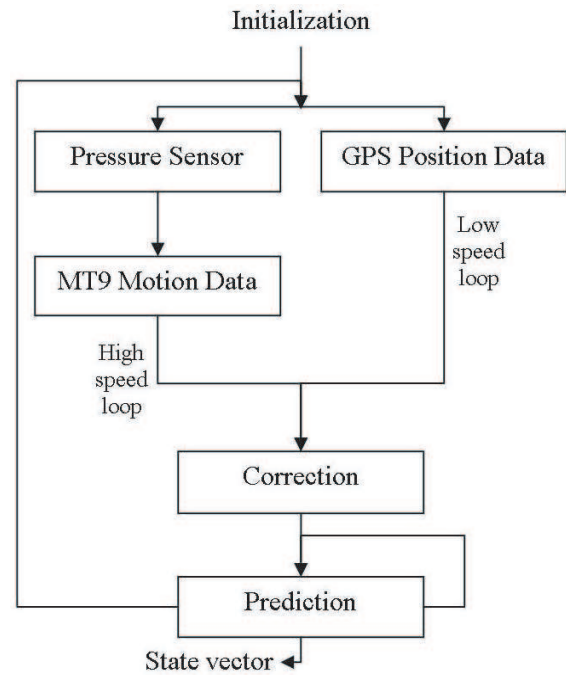 Initialization
Pressure Sensor
GPS Position Data
Low
speed
loop
MT9 Motion Data
High
speed
loop
Correction
Prediction
State vector